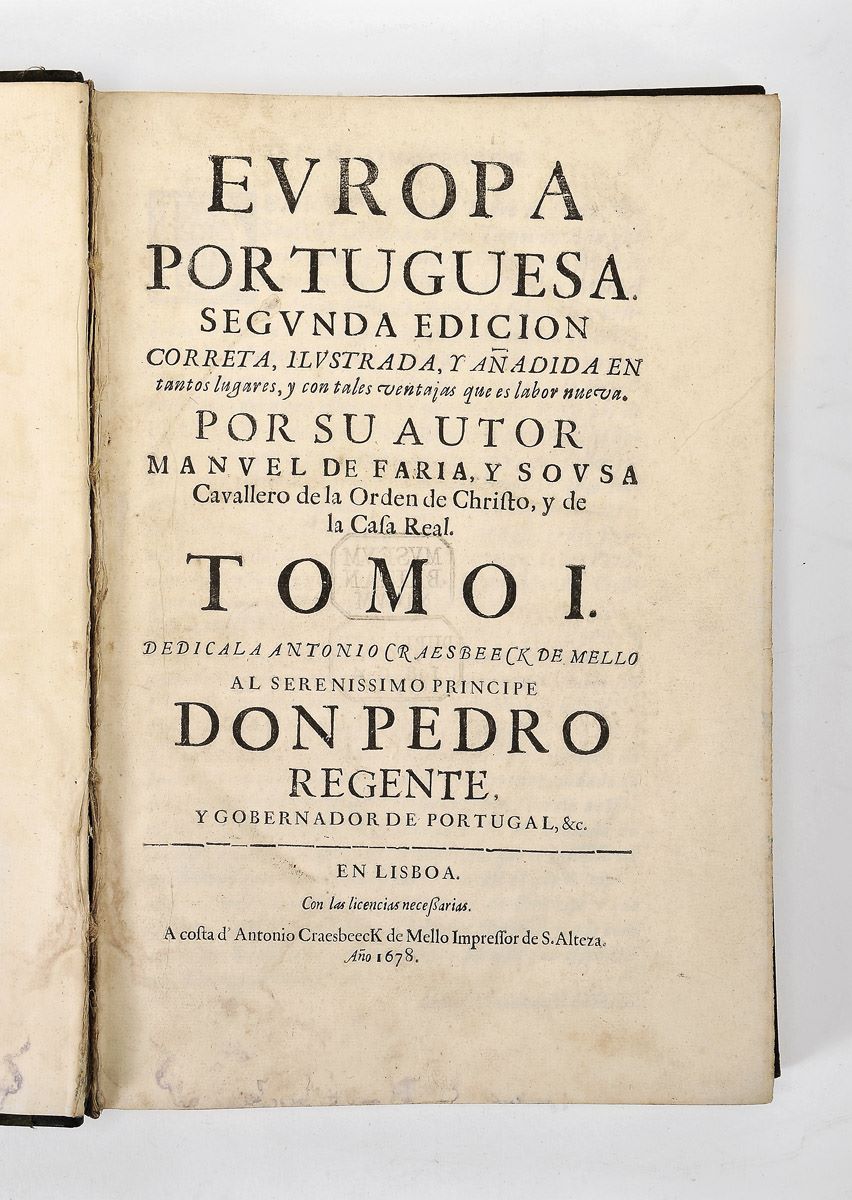 EVROPA
PORTUGUESA.
SEGVNDA EDICION
CORRETA, ILVSTRADA, Y AÑADIDA EN
tantos lugares, y con tales ventajas que es labor nueva.
POR SU AUTOR
MANVEL DE FARIA, Y SOVSA
Cavallero de la Orden de Chriſto, y de
la Caſa Real.
TOMO I.
DEDICALA ANTONIO CRAESBEECK DE MELLO
AL SERENISSIMO PRINCIPE
DON PEDRO
REGENTE,
Y GOBERNADOR DE PORTUGAL, &c.
EN LISBOA.
Con las licencias neceßarias.
A coſta d' Antonio CraesbeecK de Mello Impreſſor de S. Alteza.
Año 1678.